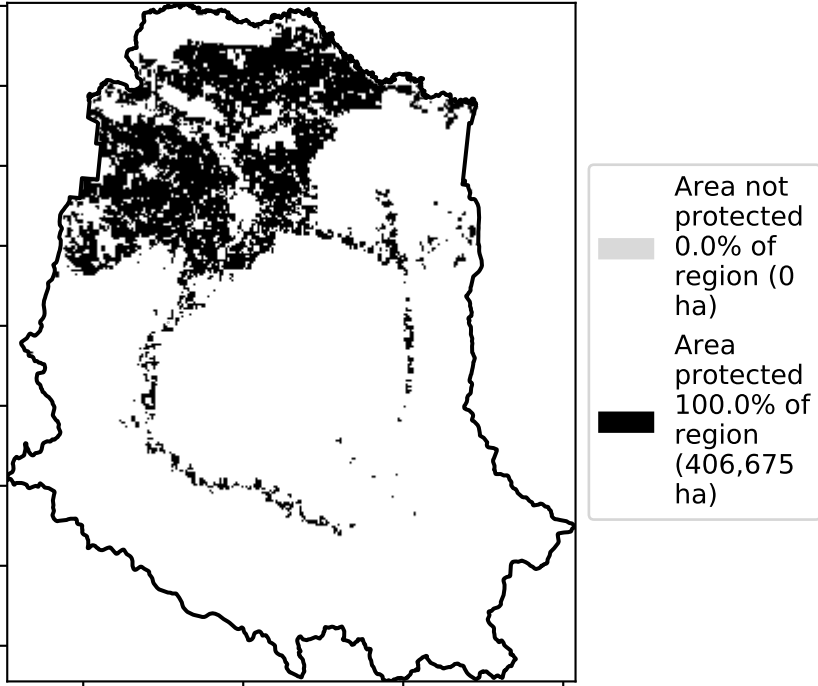 Area not
protected
0.0% of
region (0
ha)
Area
protected
100.0% of
region
(406,675
ha)